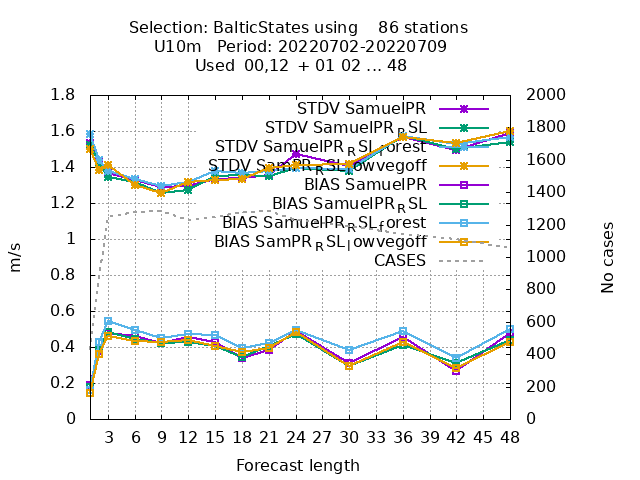 Selection: BalticStates using    86 stations
U10m   Period: 20220702-20220709
Used  00,12  + 01 02 ... 48
1.8
1.6
1.4
1.2
1
0.8
0.6
0.4
0.2
0
m/s
2000
1800
1600
1400
1200
1000
800
600
400
200
0
No cases
STDV SamuelPR
STDV SamuelPR_RSL
STDV SamuelPR_RSL_forest
STDV SamPR_RSL_lowvegoff
BIAS SamuelPR
BIAS SamuelPR_RSL
BIAS SamuelPR_RSL_forest
BIAS SamPR_RSL_lowvegoff
CASES
3 6 9 12 15 18 21 24 27 30 33 36 39 42 45 48
Forecast length